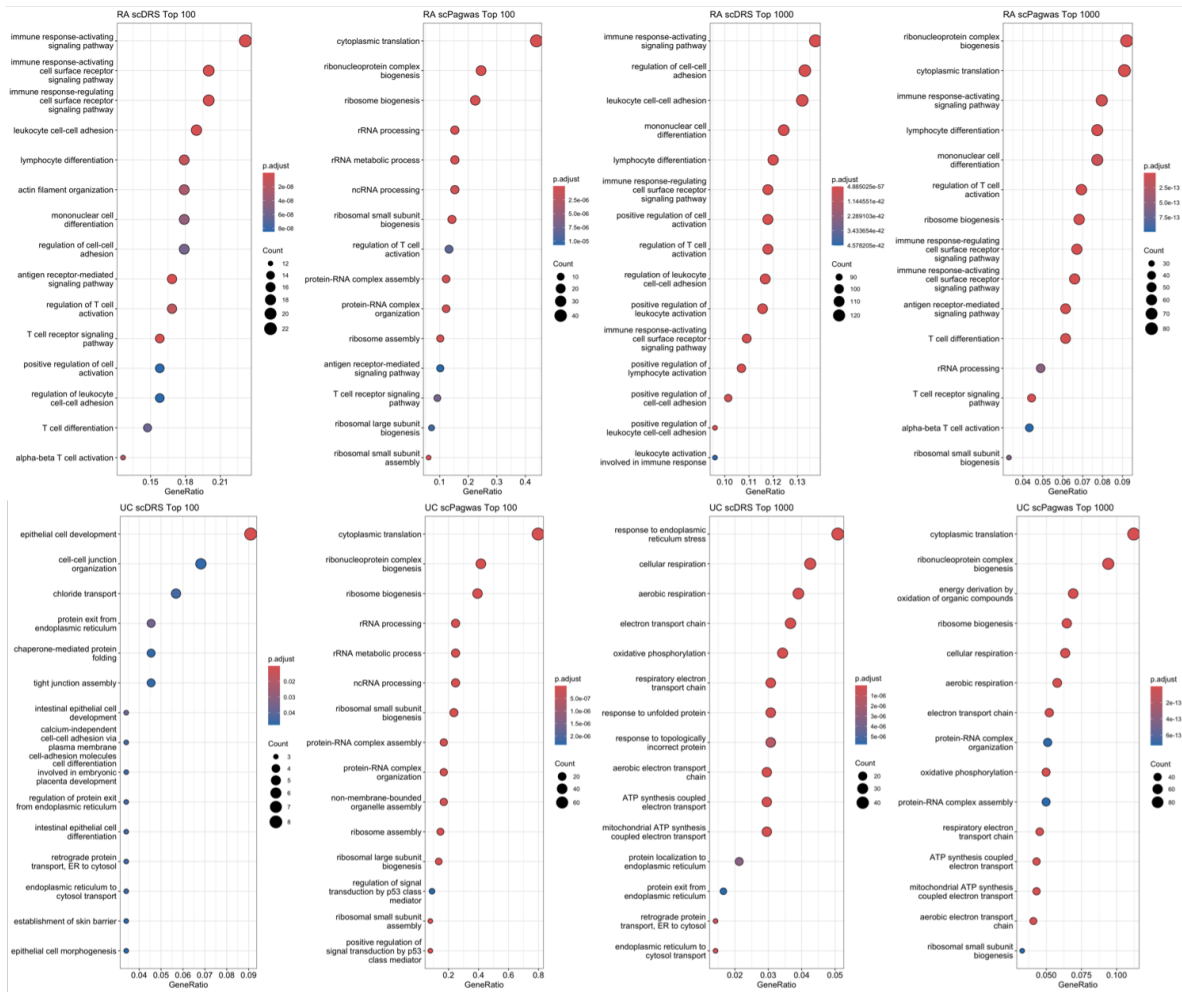 RA scDRS Top 100
immune response-activating
signaling pathway
immune response-activating
cell surface receptor
signaling pathway
immune response-regulating
cell surface receptor
signaling pathway
leukocyte cell-cell adhesion
lymphocyte differentiation
actin filament organization
mononuclear cell
differentiation
regulation of cell-cell
adhesion
antigen receptor-mediated
signaling pathway
regulation of T cell
activation
T cell receptor signaling
pathway
positive regulation of cell
activation
regulation of leukocyte
cell-cell adhesion
T cell differentiation
alpha-beta T cell activation
0.15 0.18 0.21
GeneRatio
p.adjust
2e-08
4e-08
6e-08
8e-08
Count
12
14
16
18
20
22
RA scPagwas Top 100
cytoplasmic translation
ribonucleoprotein complex
biogenesis
ribosome biogenesis
rRNA processing
rRNA metabolic process
ncRNA processing
ribosomal small subunit
biogenesis
regulation of T cell
activation
protein-RNA complex assembly
protein-RNA complex
organization
ribosome assembly
antigen receptor-mediated
signaling pathway
T cell receptor signaling
pathway
ribosomal large subunit
biogenesis
ribosomal small subunit
assembly
0.1 0.2 0.3 0.4
GeneRatio
p.adjust
2.5e-06
5.0e-06
7.5e-06
1.0e-05
Count
10
20
30
40
RA scDRS Top 1000
immune response-activating
signaling pathway
regulation of cell-cell
adhesion
leukocyte cell-cell adhesion
mononuclear cell
differentiation
lymphocyte differentiation
immune response-regulating
cell surface receptor
signaling pathway
positive regulation of cell
activation
regulation of T cell
activation
regulation of leukocyte
cell-cell adhesion
positive regulation of
leukocyte activation
immune response-activating
cell surface receptor
signaling pathway
positive regulation of
lymphocyte activation
positive regulation of
cell-cell adhesion
positive regulation of
leukocyte cell-cell adhesion
leukocyte activation
involved in immune response
0.10 0.11 0.12 0.13
GeneRatio
p.adjust
4.885025e-57
1.144551e-42
2.289103e-42
3.433654e-42
4.578205e-42
Count
90
100
110
120
RA scPagwas Top 1000
ribonucleoprotein complex
biogenesis
cytoplasmic translation
immune response-activating
signaling pathway
lymphocyte differentiation
mononuclear cell
differentiation
regulation of T cell
activation
ribosome biogenesis
immune response-regulating
cell surface receptor
signaling pathway
immune response-activating
cell surface receptor
signaling pathway
antigen receptor-mediated
signaling pathway
T cell differentiation
rRNA processing
T cell receptor signaling
pathway
alpha-beta T cell activation
ribosomal small subunit
biogenesis
0.04 0.05 0.06 0.07 0.08 0.09
GeneRatio
p.adjust
2.5e-13
5.0e-13
7.5e-13
Count
30
40
50
60
70
80
UC scDRS Top 100
epithelial cell development
cell-cell junction
organization
chloride transport
protein exit from
endoplasmic reticulum
chaperone-mediated protein
folding
tight junction assembly
intestinal epithelial cell
development
calcium-independent
cell-cell adhesion via
plasma membrane
cell-adhesion molecules
cell differentiation
involved in embryonic
placenta development
regulation of protein exit
from endoplasmic reticulum
intestinal epithelial cell
differentiation
retrograde protein
transport, ER to cytosol
endoplasmic reticulum to
cytosol transport
establishment of skin barrier
epithelial cell morphogenesis
0.04 0.05 0.06 0.07 0.08 0.09
GeneRatio
p.adjust
0.02
0.03
0.04
Count
3
4
5
6
7
8
UC scPagwas Top 100
cytoplasmic translation
ribonucleoprotein complex
biogenesis
ribosome biogenesis
rRNA processing
rRNA metabolic process
ncRNA processing
ribosomal small subunit
biogenesis
protein-RNA complex assembly
protein-RNA complex
organization
non-membrane-bounded
organelle assembly
ribosome assembly
ribosomal large subunit
biogenesis
regulation of signal
transduction by p53 class
mediator
ribosomal small subunit
assembly
positive regulation of
signal transduction by p53
class mediator
0.2 0.4 0.6 0.8
GeneRatio
p.adjust
5.0e-07
1.0e-06
1.5e-06
2.0e-06
Count
20
40
60
UC scDRS Top 1000
response to endoplasmic
reticulum stress
cellular respiration
aerobic respiration
electron transport chain
oxidative phosphorylation
respiratory electron
transport chain
response to unfolded protein
response to topologically
incorrect protein
aerobic electron transport
chain
ATP synthesis coupled
electron transport
mitochondrial ATP synthesis
coupled electron transport
protein localization to
endoplasmic reticulum
protein exit from
endoplasmic reticulum
retrograde protein
transport, ER to cytosol
endoplasmic reticulum to
cytosol transport
0.02 0.03 0.04 0.05
GeneRatio
p.adjust
1e-06
2e-06
3e-06
4e-06
5e-06
Count
20
30
40
UC scPagwas Top 1000
cytoplasmic translation
ribonucleoprotein complex
biogenesis
energy derivation by
oxidation of organic compounds
ribosome biogenesis
cellular respiration
aerobic respiration
electron transport chain
protein-RNA complex
organization
oxidative phosphorylation
protein-RNA complex assembly
respiratory electron
transport chain
ATP synthesis coupled
electron transport
mitochondrial ATP synthesis
coupled electron transport
aerobic electron transport
chain
ribosomal small subunit
biogenesis
0.050 0.075 0.100
GeneRatio
p.adjust
2e-13
4e-13
6e-13
Count
40
60
80